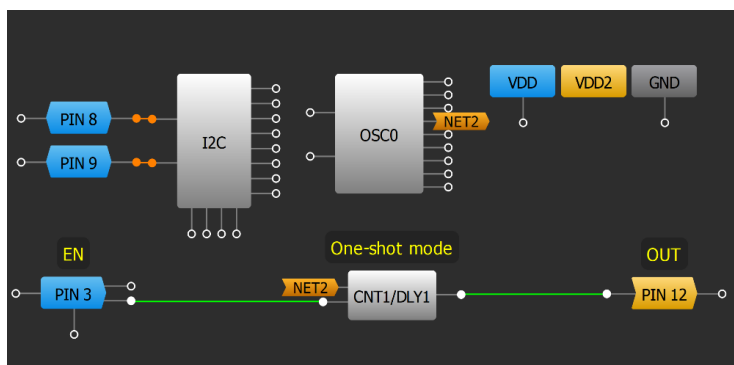 VDD VDD2 GND
PIN 8
I2C
OSC0
NET2
PIN 9
EN
One-shot mode
OUT
PIN 3
NET2
CNT1/DLY1
PIN 12